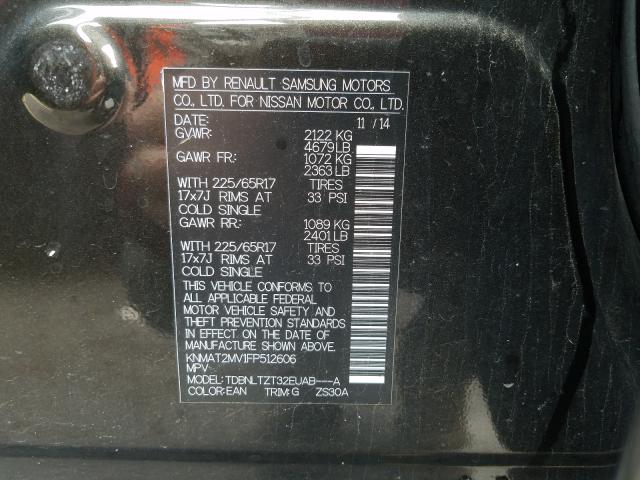 MFD BY RENAULT SAMSUNG MOTORS
CO., LTD. FOR NISSAN MOTOR CO., LTD.
DATE: 11 / 14
GVWR: 2122 KG
4679 LB
GAWR FR: 1072 KG
2363 LB
WITH 225/65R17 TIRES
17x7J RIMS AT 33 PSI
COLD SINGLE
GAWR RR: 1089 KG
2401 LB
WITH 225/65R17 TIRES
17x7J RIMS AT 33 PSI
COLD SINGLE
THIS VEHICLE CONFORMS TO
ALL APPLICABLE FEDERAL
MOTOR VEHICLE SAFETY AND
THEFT PREVENTION STANDARDS
IN EFFECT ON THE DATE OF
MANUFACTURE SHOWN ABOVE.
KNMAT2MV1FP512606
MPV
MODEL: TDBNLTZT32EUAB---A
COLOR: EAN TRIM: G ZS30A